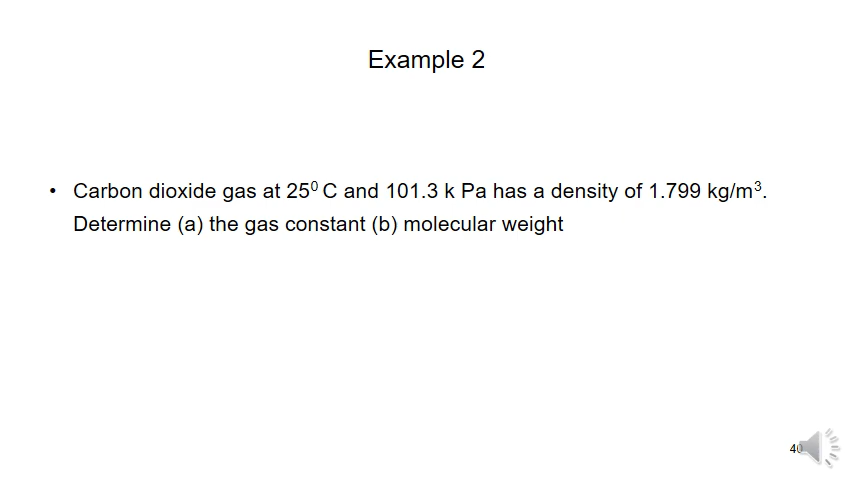 Example 2
• Carbon dioxide gas at 25⁰ C and 101.3 k Pa has a density of 1.799 kg/m³.
Determine (a) the gas constant (b) molecular weight
40